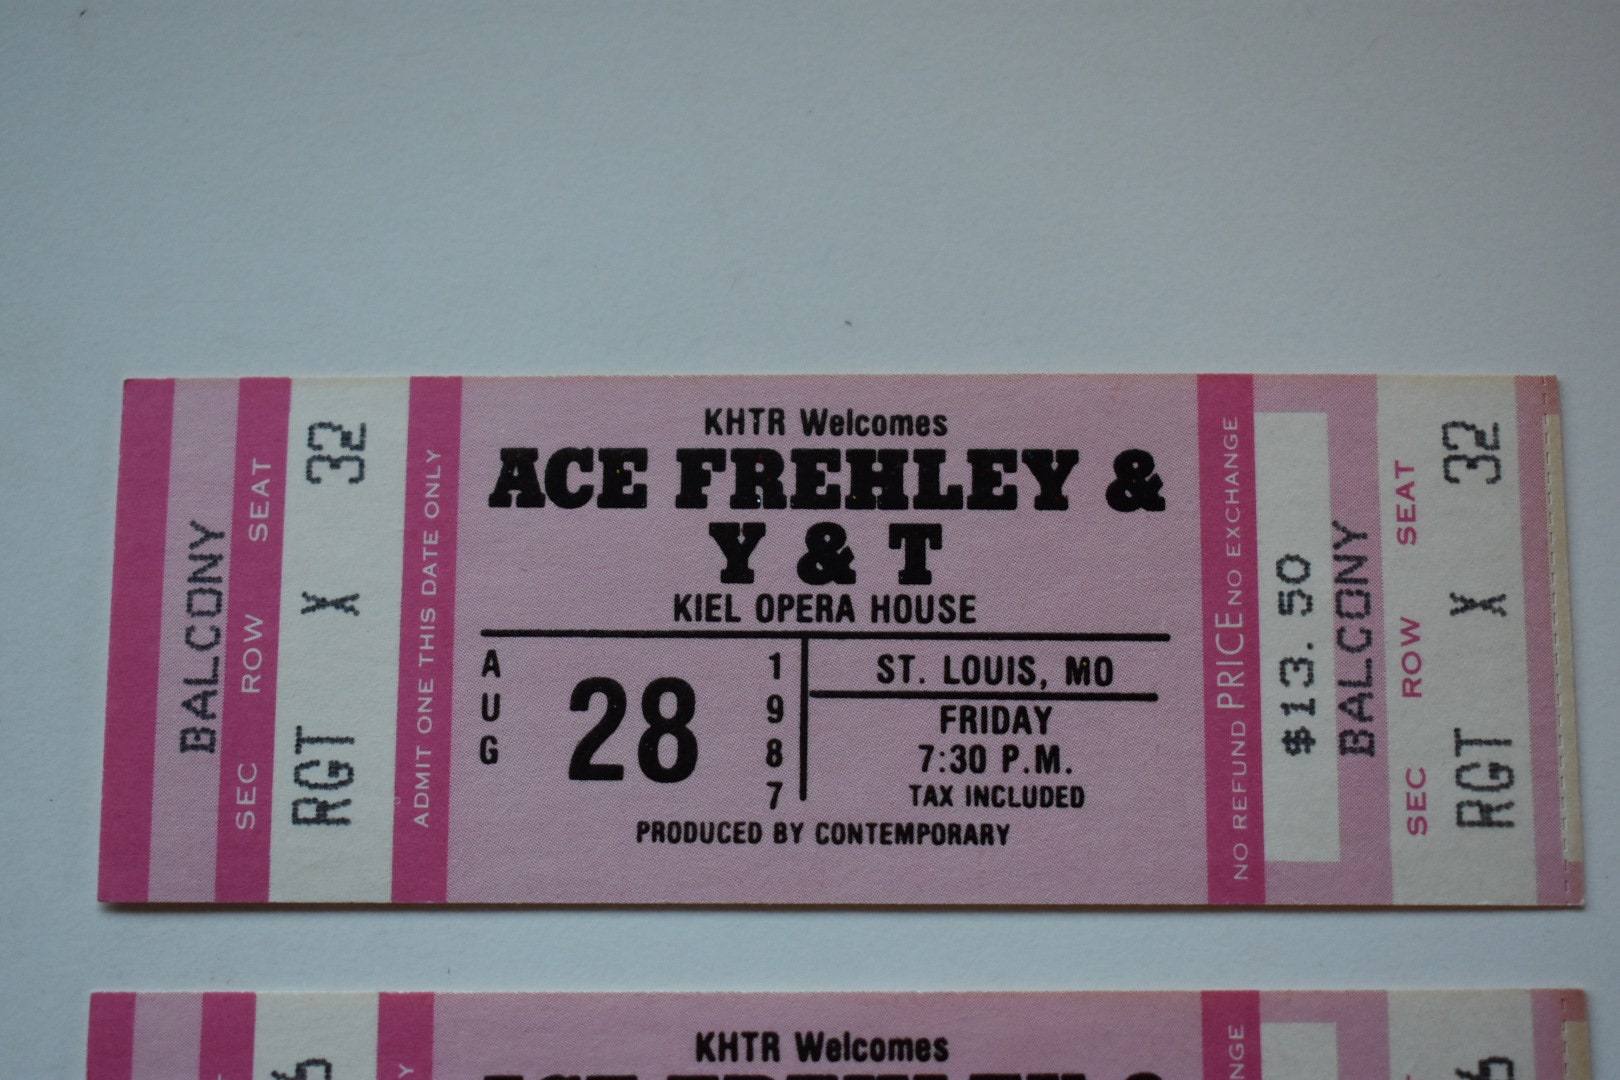 BALCONY
SEC ROW SEAT
RGT X 32
ADMIT ONE THIS DATE ONLY
KHTR Welcomes
ACE FREHLEY &
Y & T
KIEL OPERA HOUSE
AUG
28
1987
ST. LOUIS, MO
FRIDAY
7:30 P.M.
TAX INCLUDED
PRODUCED BY CONTEMPORARY
NO REFUND PRICE NO EXCHANGE
$13.50
BALCONY
SEC ROW SEAT
RGT X 32
KHTR Welcomes